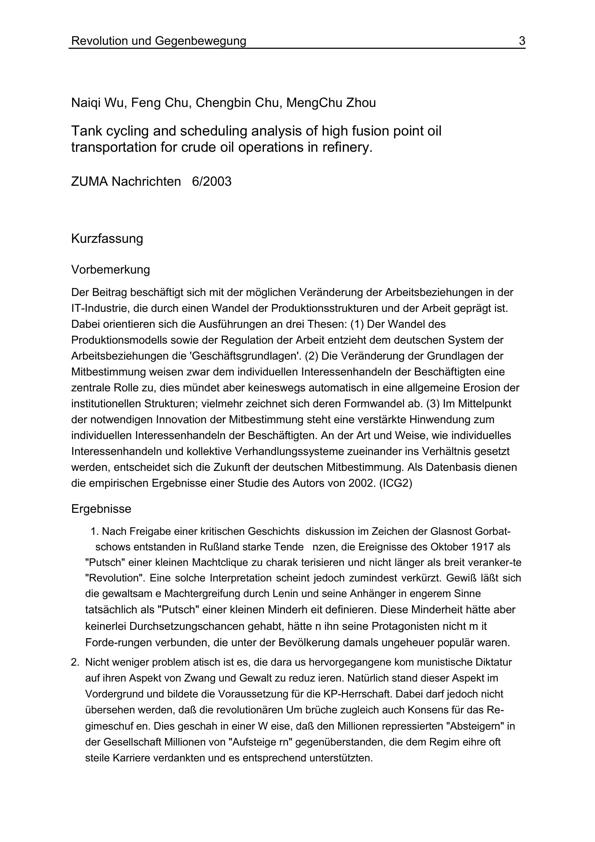 Revolution und Gegenbewegung 3
Naiqi Wu, Feng Chu, Chengbin Chu, MengChu Zhou
Tank cycling and scheduling analysis of high fusion point oil
transportation for crude oil operations in refinery.
ZUMA Nachrichten 6/2003
Kurzfassung
Vorbemerkung
Der Beitrag beschäftigt sich mit der möglichen Veränderung der Arbeitsbeziehungen in der
IT-Industrie, die durch einen Wandel der Produktionsstrukturen und der Arbeit geprägt ist.
Dabei orientieren sich die Ausführungen an drei Thesen: (1) Der Wandel des
Produktionsmodells sowie der Regulation der Arbeit entzieht dem deutschen System der
Arbeitsbeziehungen die 'Geschäftsgrundlagen'. (2) Die Veränderung der Grundlagen der
Mitbestimmung weisen zwar dem individuellen Interessenhandeln der Beschäftigten eine
zentrale Rolle zu, dies mündet aber keineswegs automatisch in eine allgemeine Erosion der
institutionellen Strukturen; vielmehr zeichnet sich deren Formwandel ab. (3) Im Mittelpunkt
der notwendigen Innovation der Mitbestimmung steht eine verstärkte Hinwendung zum
individuellen Interessenhandeln der Beschäftigten. An der Art und Weise, wie individuelles
Interessenhandeln und kollektive Verhandlungssysteme zueinander ins Verhältnis gesetzt
werden, entscheidet sich die Zukunft der deutschen Mitbestimmung. Als Datenbasis dienen
die empirischen Ergebnisse einer Studie des Autors von 2002. (ICG2)
Ergebnisse
1. Nach Freigabe einer kritischen Geschichts diskussion im Zeichen der Glasnost Gorbat-
schows entstanden in Rußland starke Tende nzen, die Ereignisse des Oktober 1917 als
"Putsch" einer kleinen Machtclique zu charak terisieren und nicht länger als breit veranker-te
"Revolution". Eine solche Interpretation scheint jedoch zumindest verkürzt. Gewiß läßt sich
die gewaltsam e Machtergreifung durch Lenin und seine Anhänger in engerem Sinne
tatsächlich als "Putsch" einer kleinen Minderh eit definieren. Diese Minderheit hätte aber
keinerlei Durchsetzungschancen gehabt, hätte n ihn seine Protagonisten nicht m it
Forde-rungen verbunden, die unter der Bevölkerung damals ungeheuer populär waren.
2. Nicht weniger problem atisch ist es, die dara us hervorgegangene kom munistische Diktatur
auf ihren Aspekt von Zwang und Gewalt zu reduz ieren. Natürlich stand dieser Aspekt im
Vordergrund und bildete die Voraussetzung für die KP-Herrschaft. Dabei darf jedoch nicht
übersehen werden, daß die revolutionären Um brüche zugleich auch Konsens für das Re-
gimeschuf en. Dies geschah in einer W eise, daß den Millionen repressierten "Absteigern" in
der Gesellschaft Millionen von "Aufsteige rn" gegenüberstanden, die dem Regim eihre oft
steile Karriere verdankten und es entsprechend unterstützten.